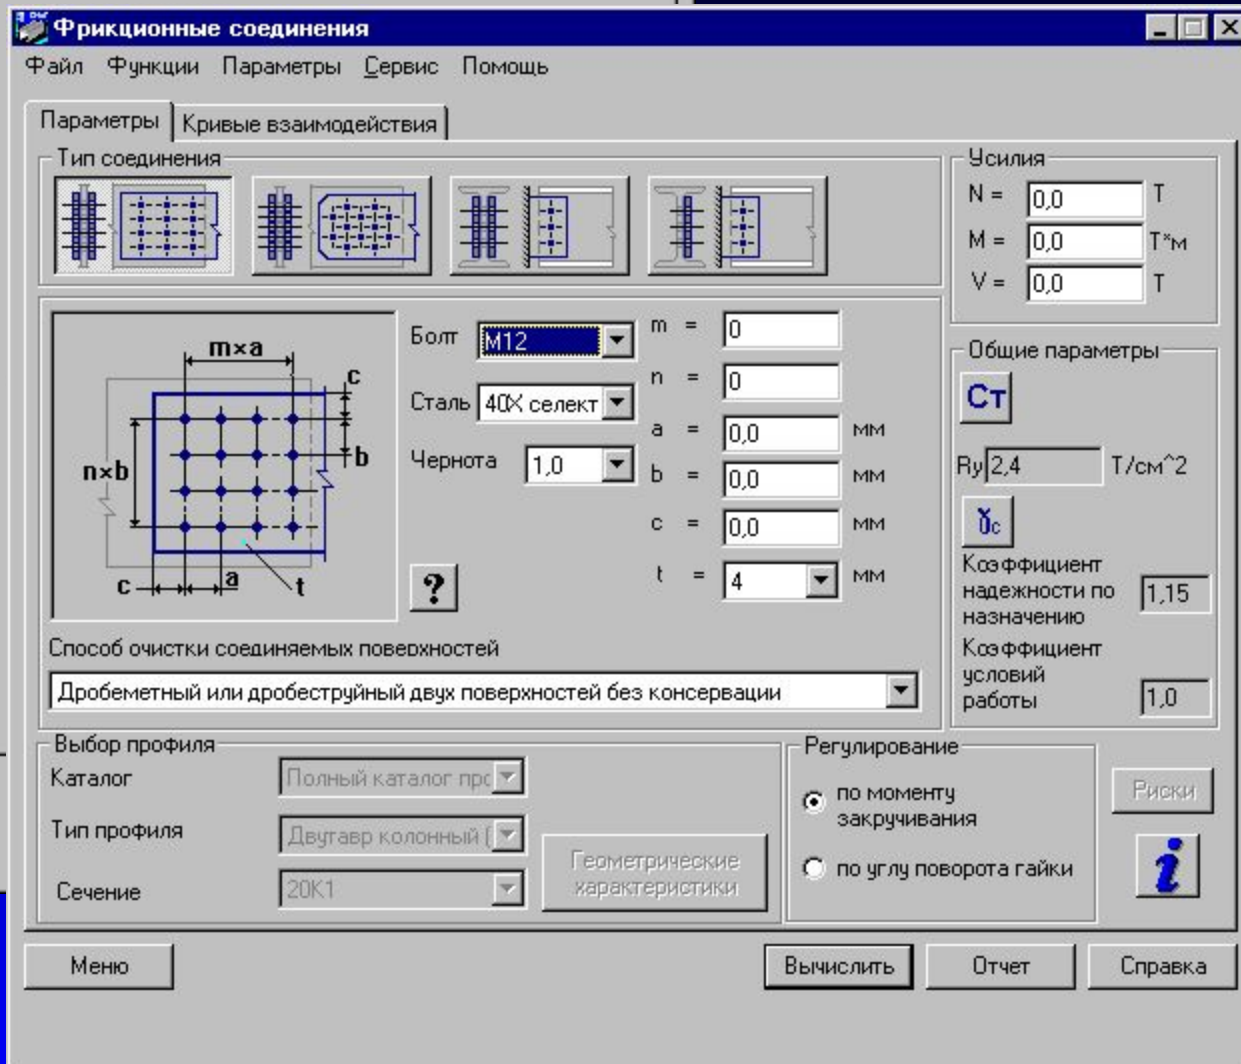 Фрикционные соединения
Файл Функции Параметры Сервис Помощь
Параметры Кривые взаимодействия
Тип соединения
Усилия
N = 0,0 Т
M = 0,0 Т*м
V = 0,0 Т
m×a
c
n×b
b
c
a
t
Болт М12
Сталь 40Х селект
Чернота 1,0
?
m = 0
n = 0
a = 0,0 мм
b = 0,0 мм
c = 0,0 мм
t = 4 мм
Общие параметры
Ст
Ry 2,4 Т/см^2
γc
Коэффициент
надежности по
назначению
1,15
Коэффициент
условий
работы
1,0
Способ очистки соединяемых поверхностей
Дробеметный или дробеструйный двух поверхностей без консервации
Выбор профиля
Каталог Полный каталог прс
Тип профиля Двутавр колонный (
Сечение 20К1
Геометрические
характеристики
Регулирование
по моменту
закручивания
по углу поворота гайки
Риски
i
Меню Вычислить Отчет Справка